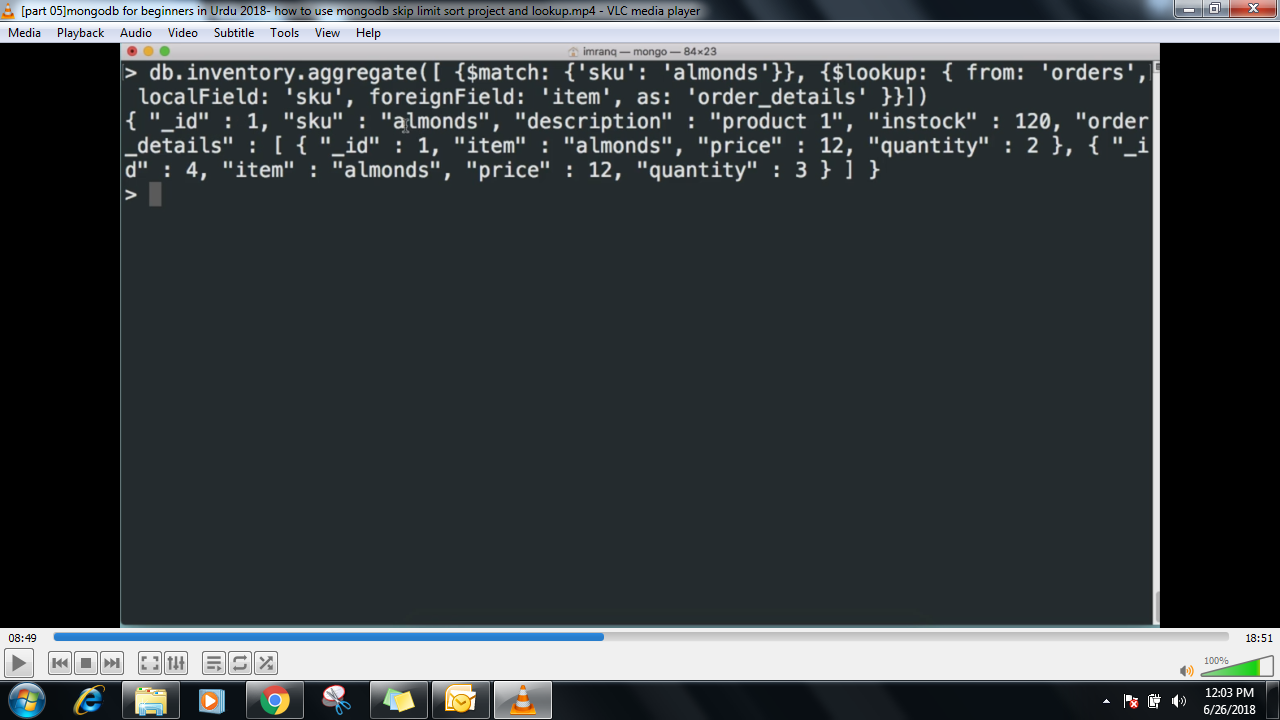 [part 05]mongodb for beginners in Urdu 2018- how to use mongodb skip limit sort project and lookup.mp4 - VLC media player
Media Playback Audio Video Subtitle Tools View Help
imranq — mongo — 84×23
> db.inventory.aggregate([ {$match: {'sku': 'almonds'}}, {$lookup: { from: 'orders',
localField: 'sku', foreignField: 'item', as: 'order_details' }}])
{ "_id" : 1, "sku" : "almonds", "description" : "product 1", "instock" : 120, "order
_details" : [ { "_id" : 1, "item" : "almonds", "price" : 12, "quantity" : 2 }, { "_i
d" : 4, "item" : "almonds", "price" : 12, "quantity" : 3 } ] }
>
08:49 18:51
100%
12:03 PM
6/26/2018